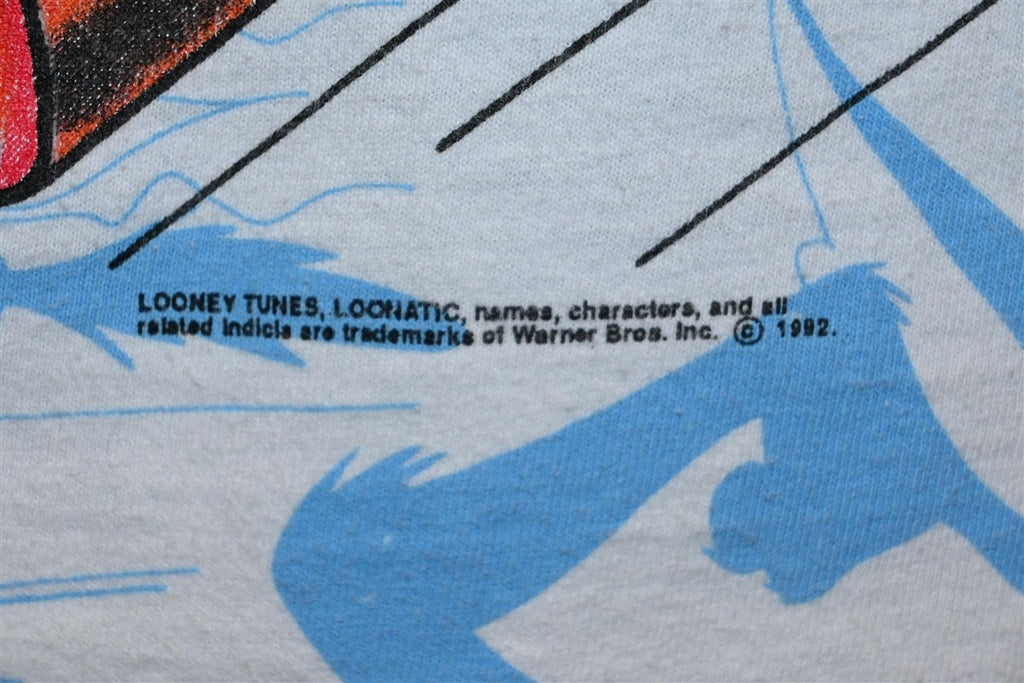 LOONEY TUNES, LOONATIC, names, characters, and all
related indicia are trademarks of Warner Bros. Inc. © 1992.